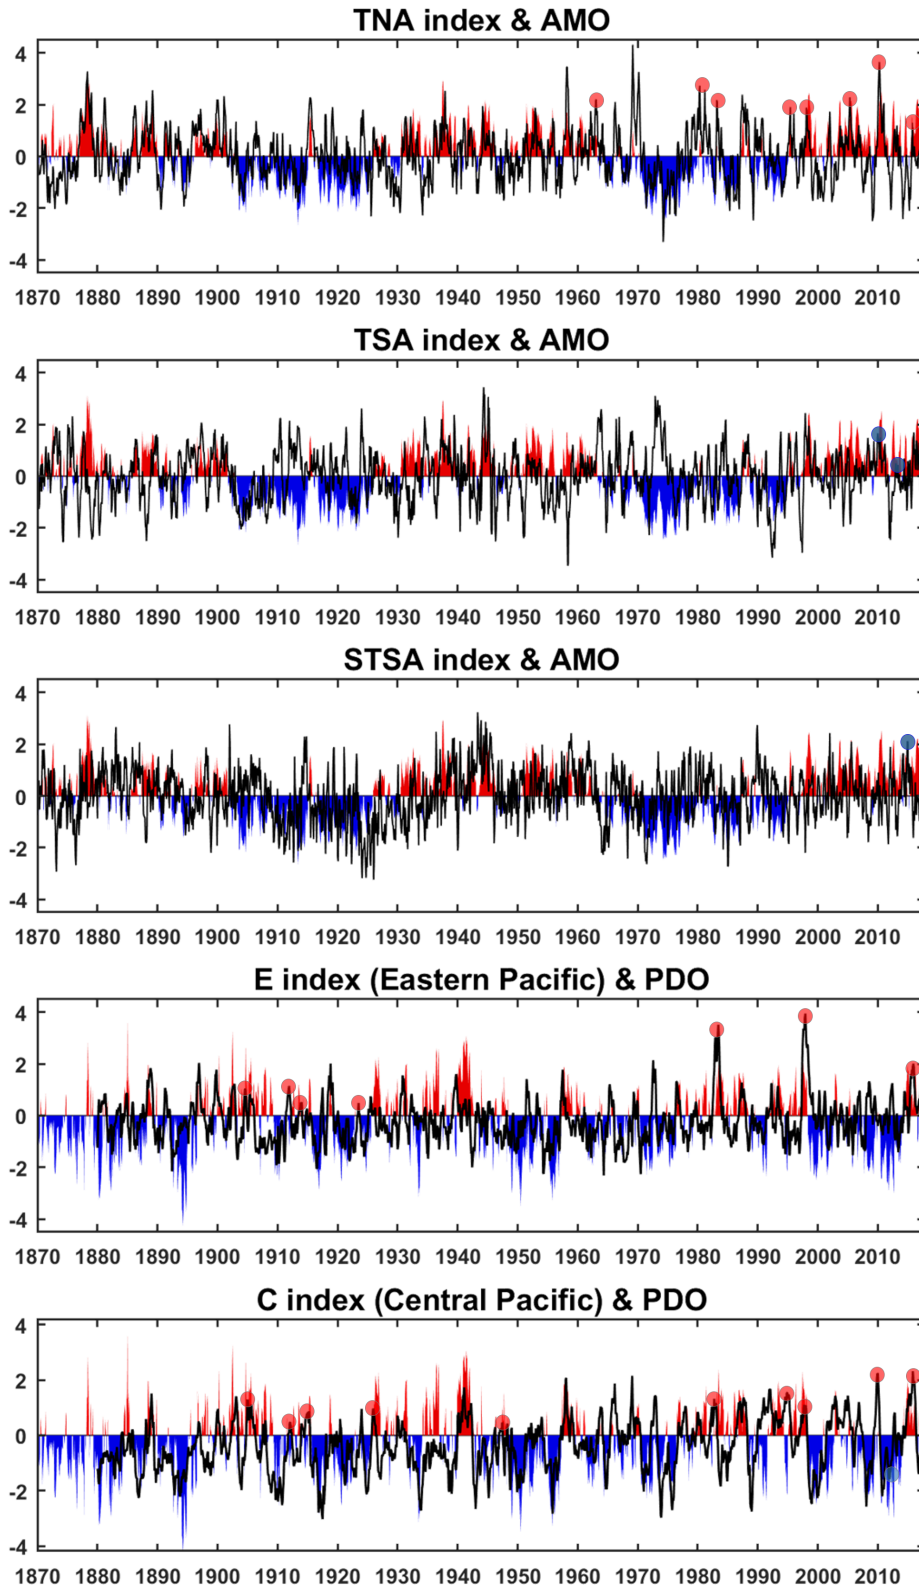 TNA index & AMO
4
2
0
-2
-4
1870 1880 1890 1900 1910 1920 1930 1940 1950 1960 1970 1980 1990 2000 2010
TSA index & AMO
4
2
0
-2
-4
1870 1880 1890 1900 1910 1920 1930 1940 1950 1960 1970 1980 1990 2000 2010
STSA index & AMO
4
2
0
-2
-4
1870 1880 1890 1900 1910 1920 1930 1940 1950 1960 1970 1980 1990 2000 2010
E index (Eastern Pacific) & PDO
4
2
0
-2
-4
1870 1880 1890 1900 1910 1920 1930 1940 1950 1960 1970 1980 1990 2000 2010
C index (Central Pacific) & PDO
4
2
0
-2
-4
1870 1880 1890 1900 1910 1920 1930 1940 1950 1960 1970 1980 1990 2000 2010